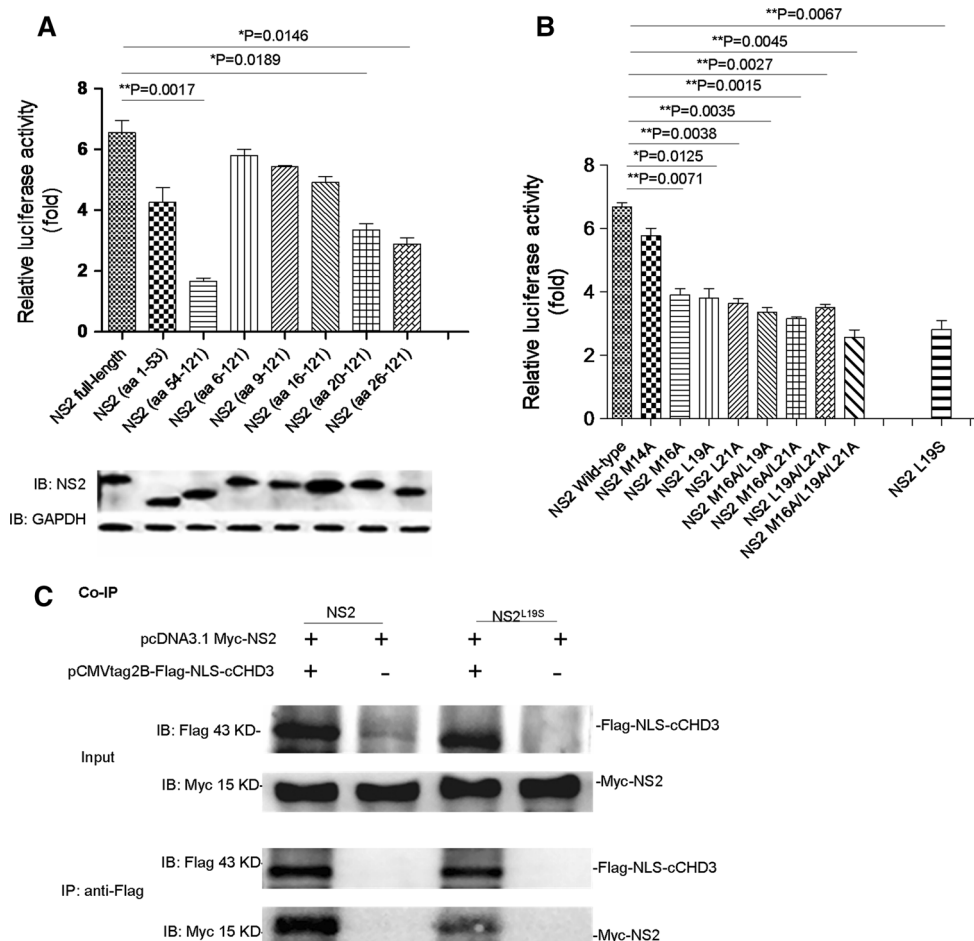 A
*P=0.0146
*P=0.0189
**P=0.0017
8
6
4
2
0
Relative luciferase activity
(fold)
NS2 full-length
NS2 (aa 1-53)
NS2 (aa 54-121)
NS2 (aa 6-121)
NS2 (aa 9-121)
NS2 (aa 16-121)
NS2 (aa 20-121)
NS2 (aa 26-121)
IB: NS2
IB: GAPDH
B
**P=0.0067
**P=0.0045
**P=0.0027
**P=0.0015
**P=0.0035
**P=0.0038
*P=0.0125
**P=0.0071
8
6
4
2
0
Relative luciferase activity
(fold)
NS2 Wild-type
NS2 M14A
NS2 M16A
NS2 L19A
NS2 L21A
NS2 M16A/L19A
NS2 M16A/L21A
NS2 L19A/L21A
NS2 M16A/L19A/L21A
NS2 L19S
C Co-IP
NS2 NS2L19S
pcDNA3.1 Myc-NS2 + + + +
pCMVtag2B-Flag-NLS-cCHD3 + - + -
Input
IB: Flag 43 KD- -Flag-NLS-cCHD3
IB: Myc 15 KD- -Myc-NS2
IP: anti-Flag
IB: Flag 43 KD- -Flag-NLS-cCHD3
IB: Myc 15 KD- -Myc-NS2